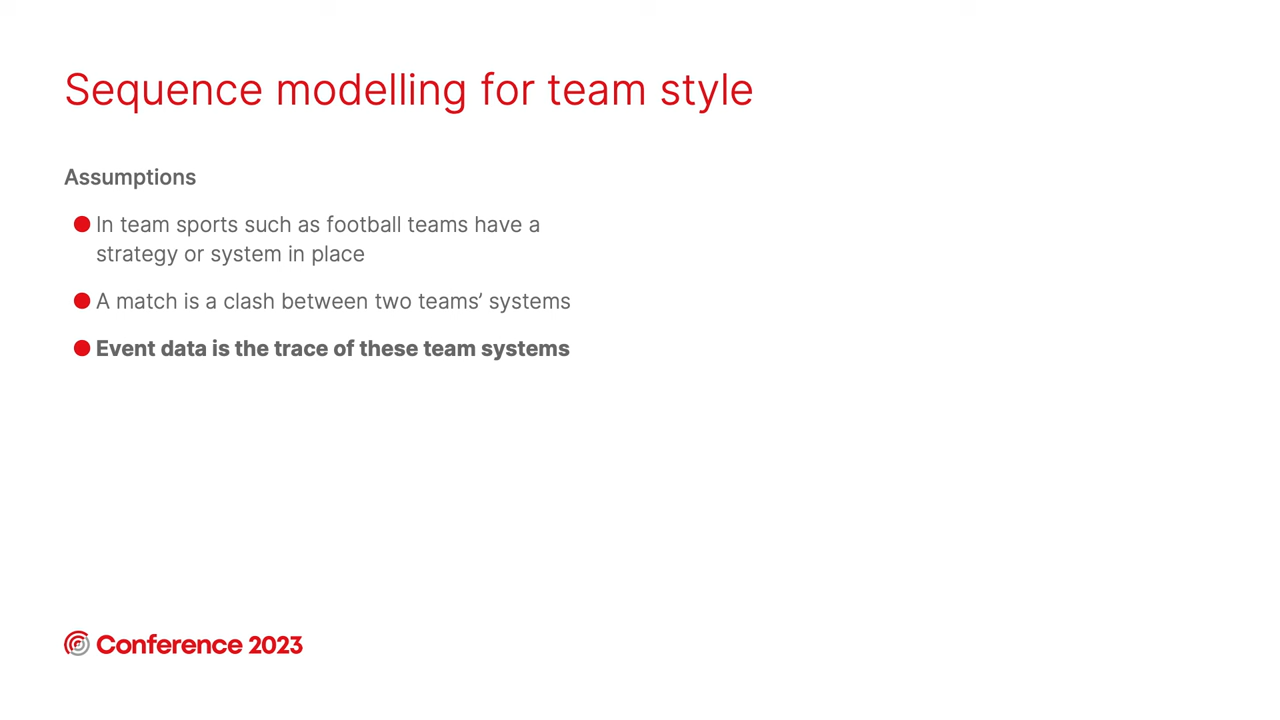 Sequence modelling for team style
Assumptions
In team sports such as football teams have a
strategy or system in place
A match is a clash between two teams’ systems
Event data is the trace of these team systems
Conference 2023